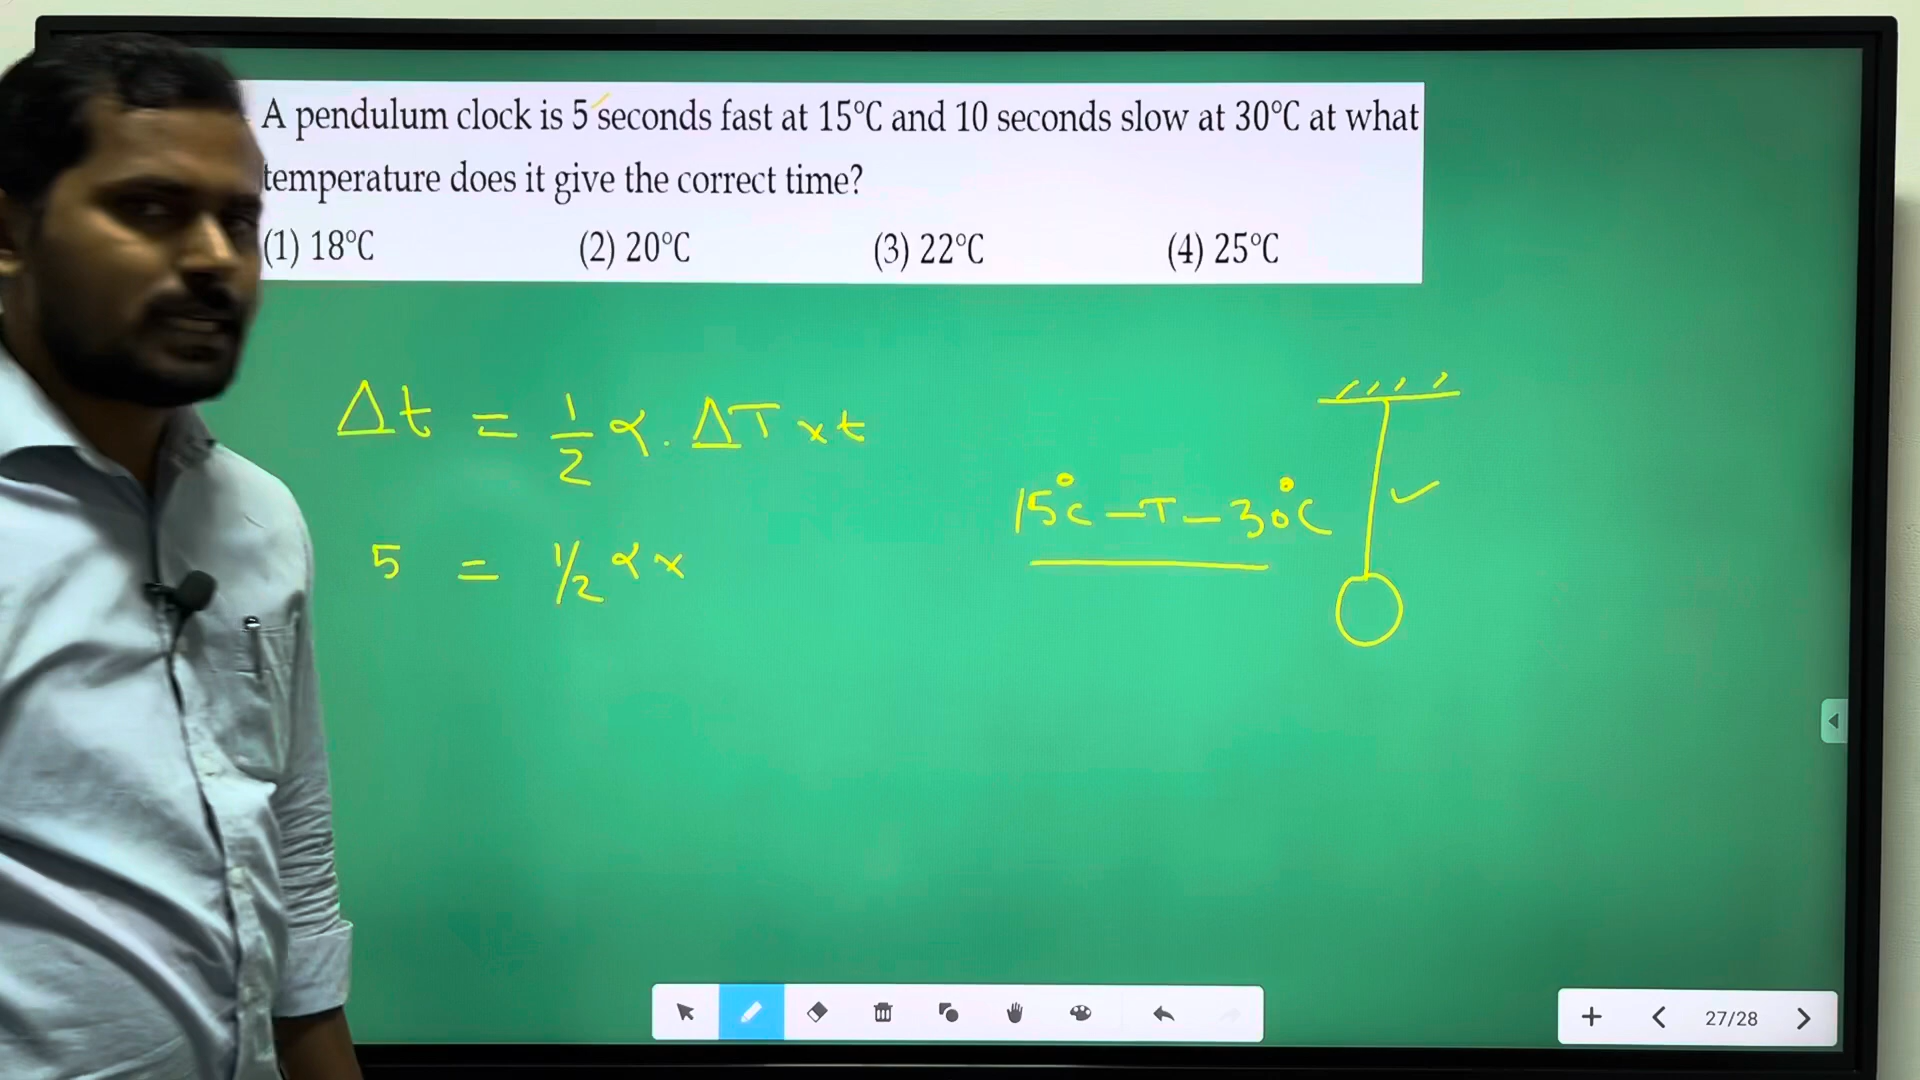 A pendulum clock is 5 seconds fast at 15°C and 10 seconds slow at 30°C at what
temperature does it give the correct time?
(1) 18°C (2) 20°C (3) 22°C (4) 25°C
Δt = 1/2 α. ΔT x t
15°C – T – 30°C
5 = 1/2 α x
27/28